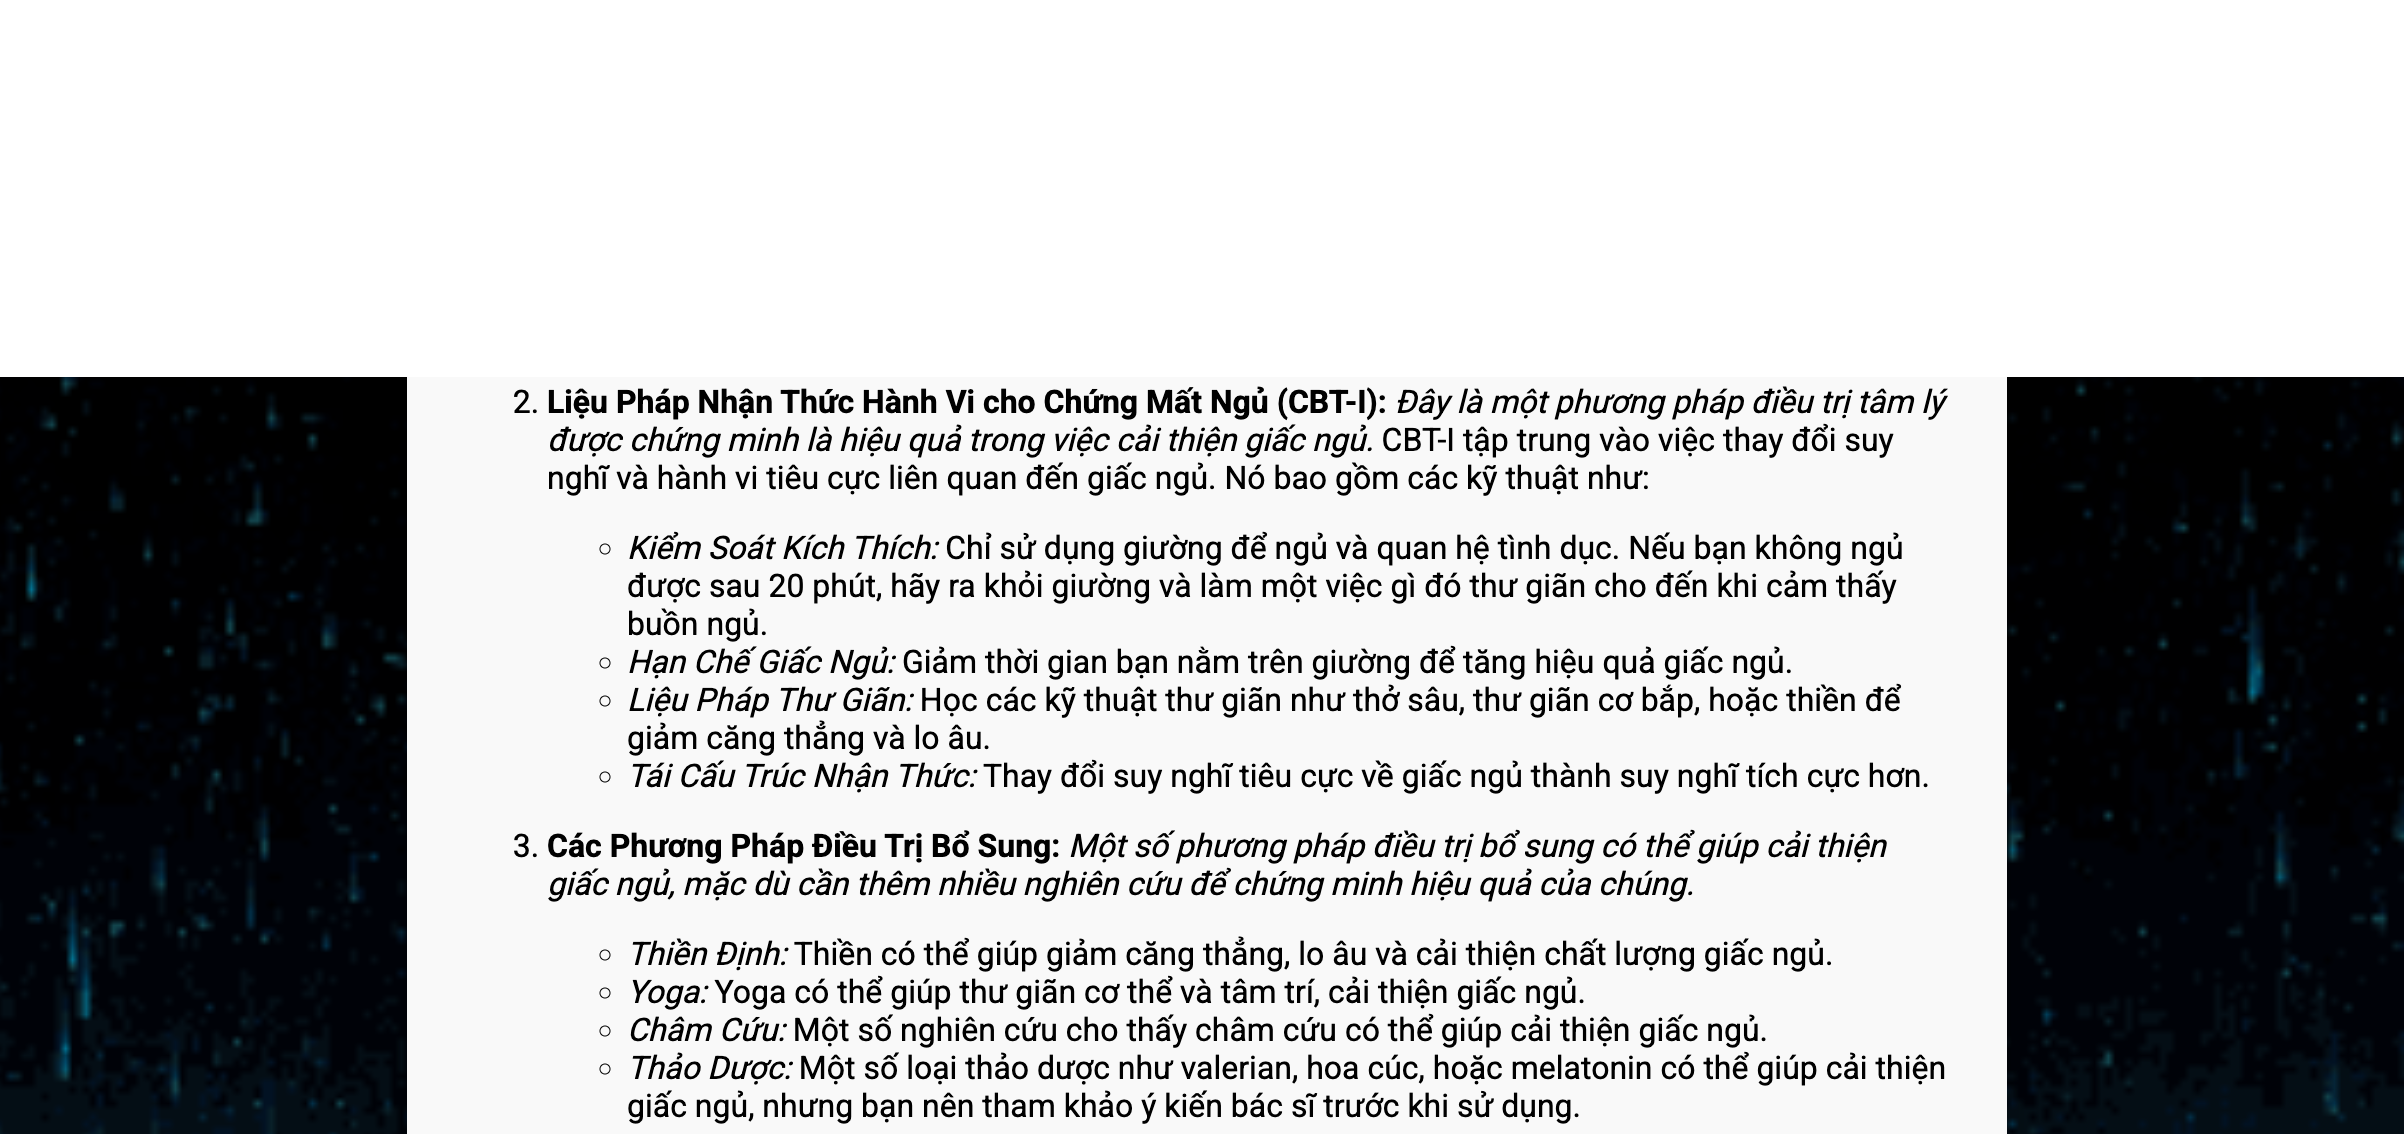 2. Liệu Pháp Nhận Thức Hành Vi cho Chứng Mất Ngủ (CBT-I): Đây là một phương pháp điều trị tâm lý
được chứng minh là hiệu quả trong việc cải thiện giấc ngủ. CBT-I tập trung vào việc thay đổi suy
nghĩ và hành vi tiêu cực liên quan đến giấc ngủ. Nó bao gồm các kỹ thuật như:
◦ Kiểm Soát Kích Thích: Chỉ sử dụng giường để ngủ và quan hệ tình dục. Nếu bạn không ngủ
được sau 20 phút, hãy ra khỏi giường và làm một việc gì đó thư giãn cho đến khi cảm thấy
buồn ngủ.
◦ Hạn Chế Giấc Ngủ: Giảm thời gian bạn nằm trên giường để tăng hiệu quả giấc ngủ.
◦ Liệu Pháp Thư Giãn: Học các kỹ thuật thư giãn như thở sâu, thư giãn cơ bắp, hoặc thiền để
giảm căng thẳng và lo âu.
◦ Tái Cấu Trúc Nhận Thức: Thay đổi suy nghĩ tiêu cực về giấc ngủ thành suy nghĩ tích cực hơn.
3. Các Phương Pháp Điều Trị Bổ Sung: Một số phương pháp điều trị bổ sung có thể giúp cải thiện
giấc ngủ, mặc dù cần thêm nhiều nghiên cứu để chứng minh hiệu quả của chúng.
◦ Thiền Định: Thiền có thể giúp giảm căng thẳng, lo âu và cải thiện chất lượng giấc ngủ.
◦ Yoga: Yoga có thể giúp thư giãn cơ thể và tâm trí, cải thiện giấc ngủ.
◦ Châm Cứu: Một số nghiên cứu cho thấy châm cứu có thể giúp cải thiện giấc ngủ.
◦ Thảo Dược: Một số loại thảo dược như valerian, hoa cúc, hoặc melatonin có thể giúp cải thiện
giấc ngủ, nhưng bạn nên tham khảo ý kiến bác sĩ trước khi sử dụng.